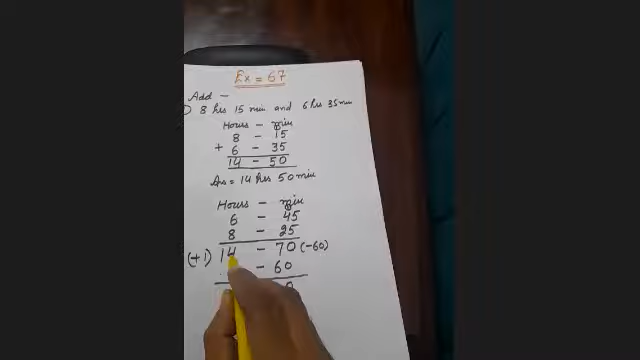 Ex = 67
Add -
) 8 hrs 15 min and 6 hrs 35 min
Hours - min
8 - 15
+ 6 - 35
14 - 50
Ans = 14 hrs 50 min
Hours - min
6 - 45
8 - 25
(+1) 14 - 70 (-60)
- 60
0